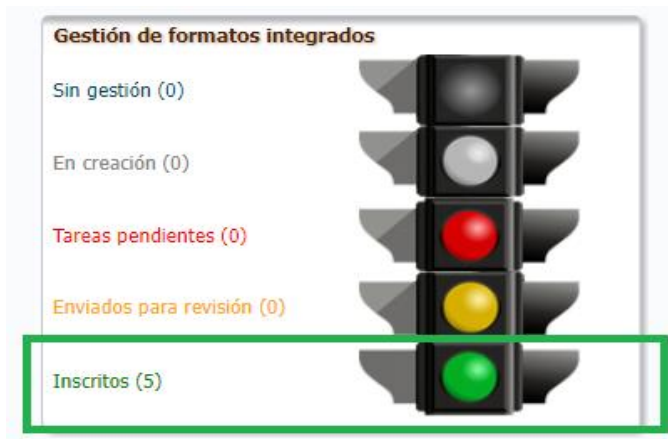 Gestión de formatos integrados
Sin gestión (0)
En creación (0)
Tareas pendientes (0)
Enviados para revisión (0)
Inscritos (5)